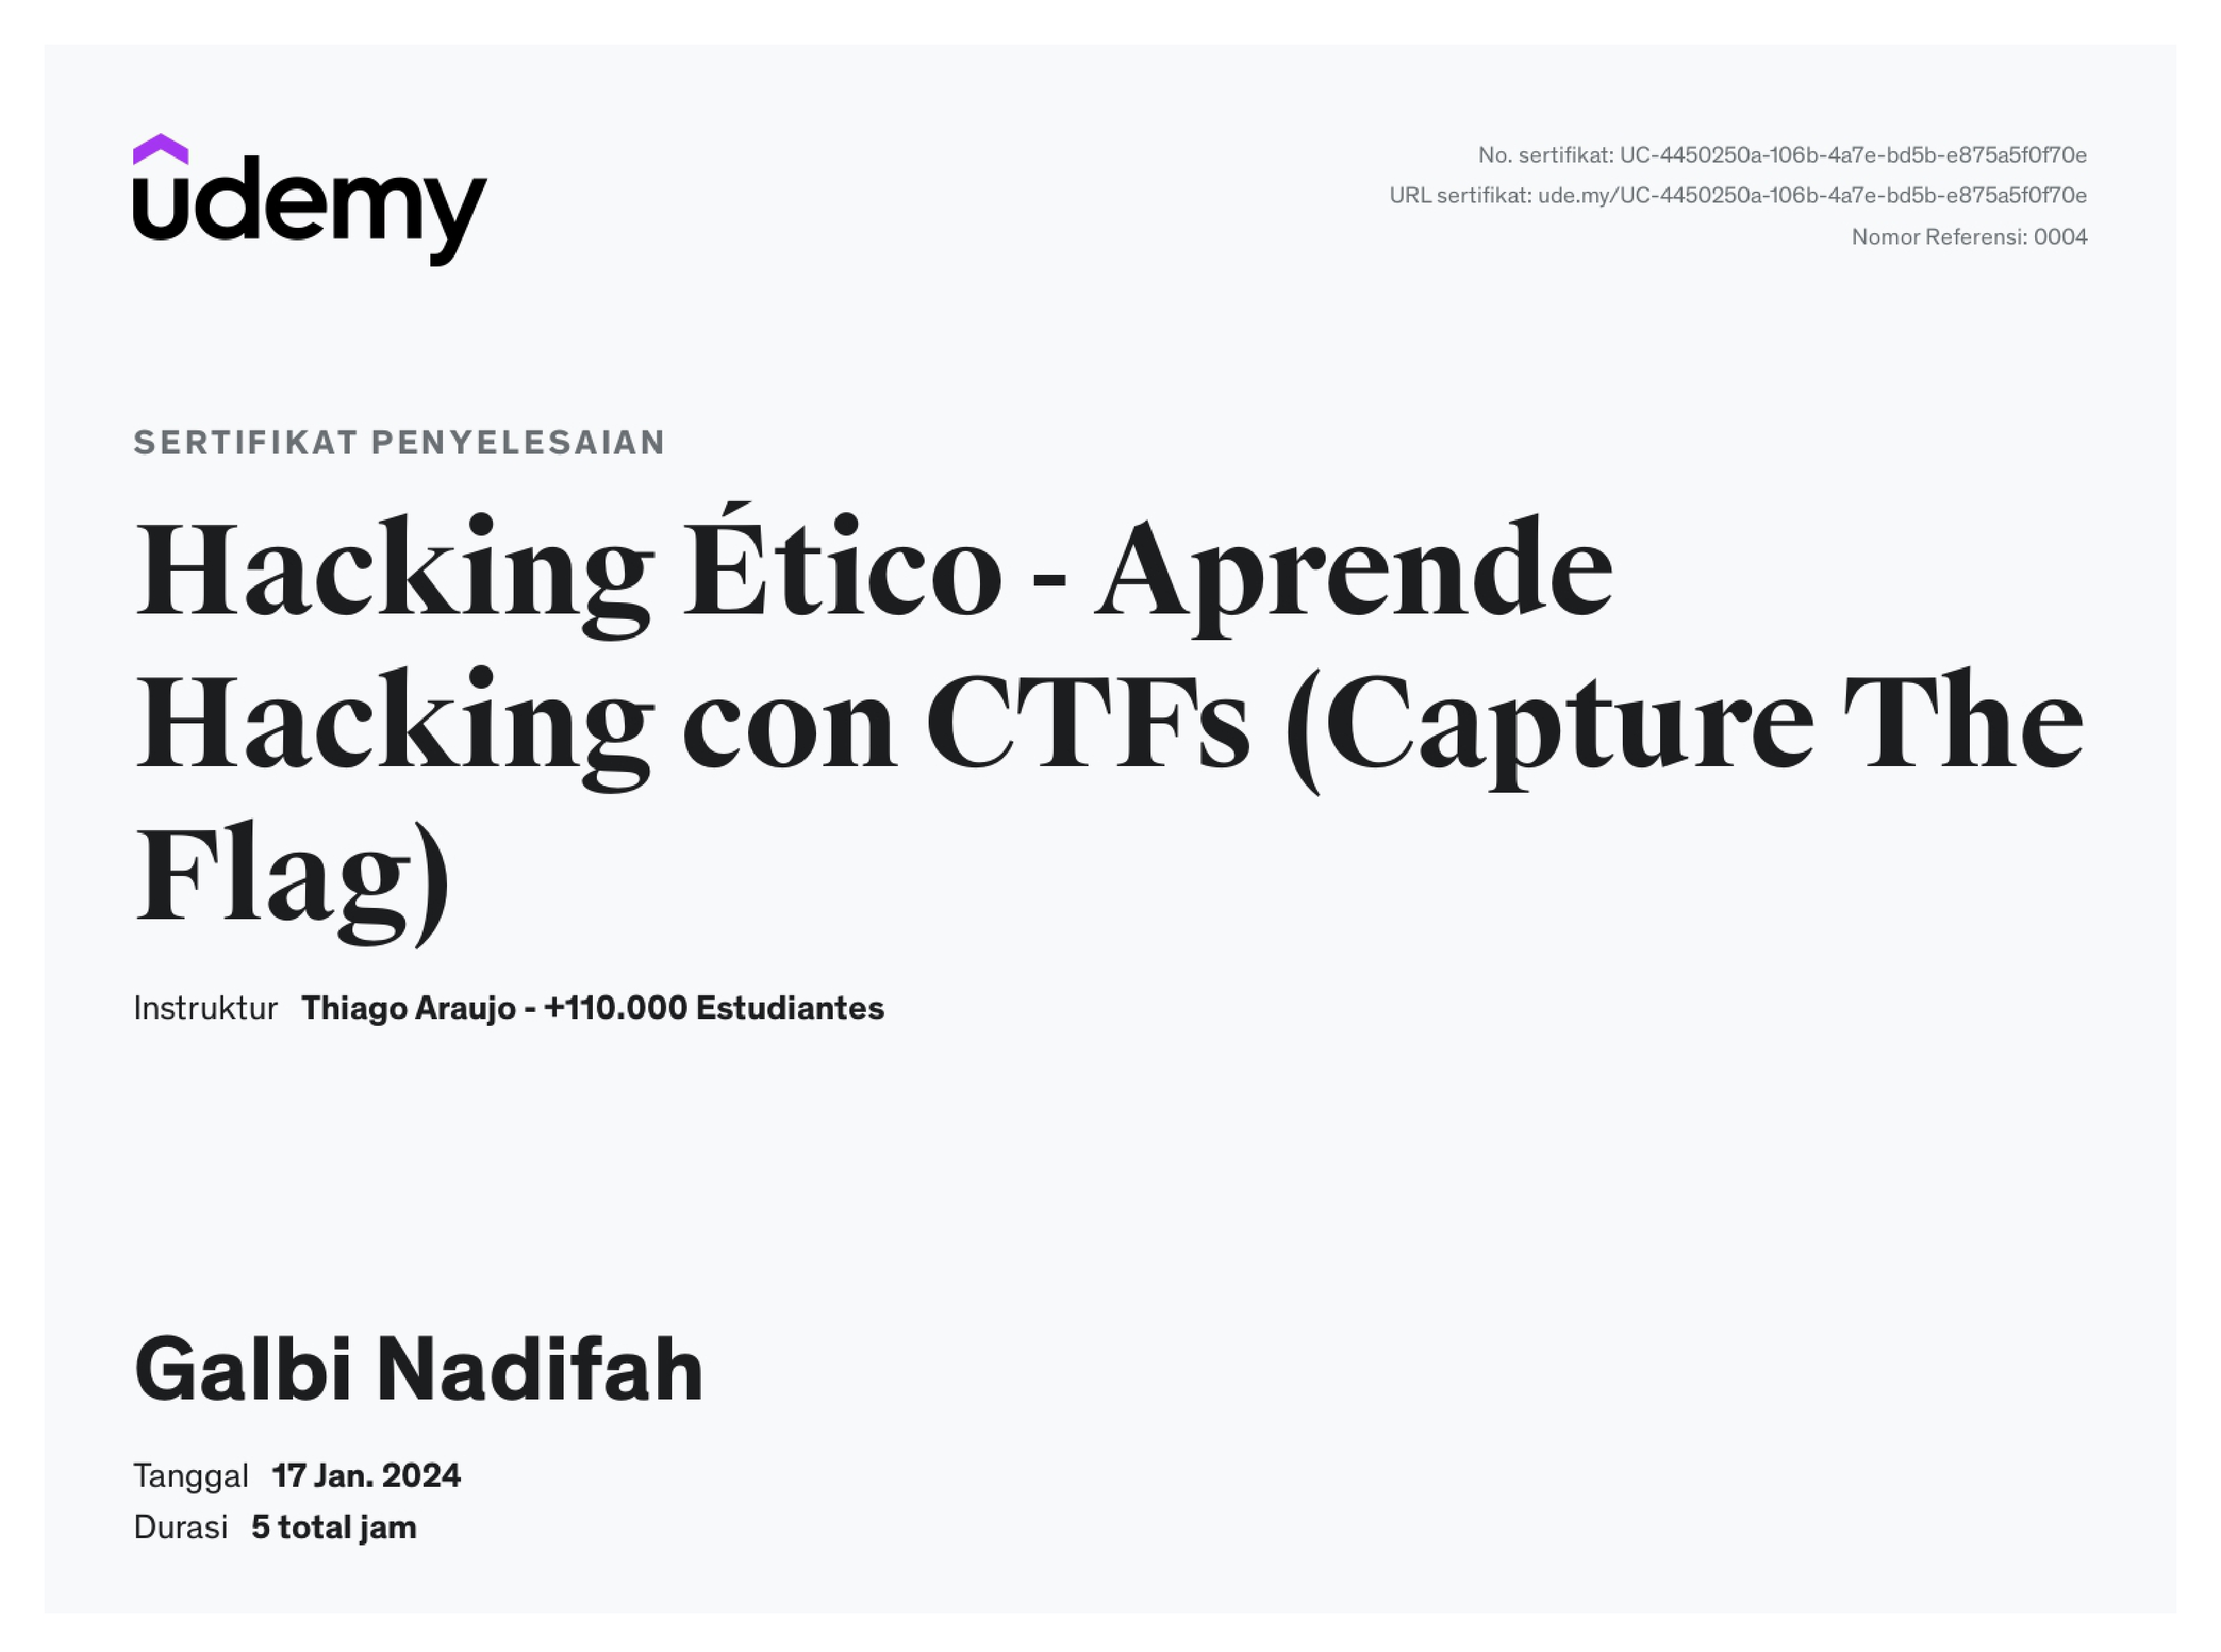 udemy
No. sertifikat: UC-4450250a-106b-4a7e-bd5b-e875a5f0f70e
URL sertifikat: ude.my/UC-4450250a-106b-4a7e-bd5b-e875a5f0f70e
Nomor Referensi: 0004
SERTIFIKAT PENYELESAIAN
Hacking Ético - Aprende
Hacking con CTFs (Capture The
Flag)
Instruktur Thiago Araujo - +110.000 Estudiantes
Galbi Nadifah
Tanggal 17 Jan. 2024
Durasi 5 total jam